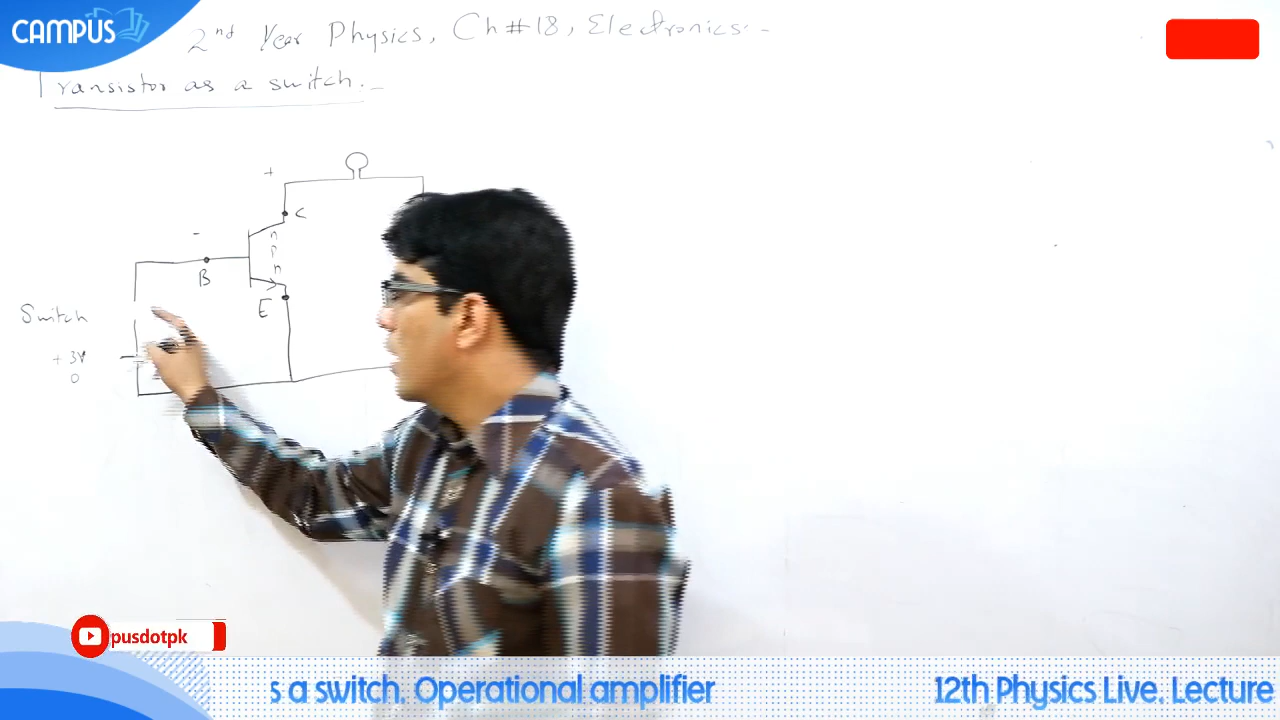 CAMPUS
2nd Year Physics, Ch#18, Electronics:-
Transistor as a switch.-
+
C
-
n
p
n
B
E
Switch
+3V
0
pusdotpk
s a switch, Operational amplifier
12th Physics Live, Lecture